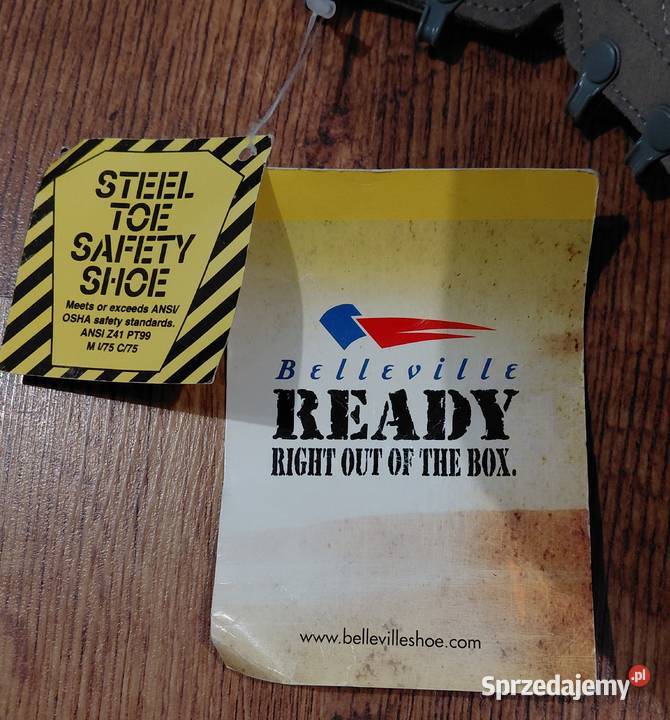 STEEL
TOE
SAFETY
SHOE
Meets or exceeds ANSI/
OSHA safety standards.
ANSI Z41 PT99
M I/75 C/75
Belleville
READY
RIGHT OUT OF THE BOX.
www.bellevilleshoe.com
Sprzedajemy.pl